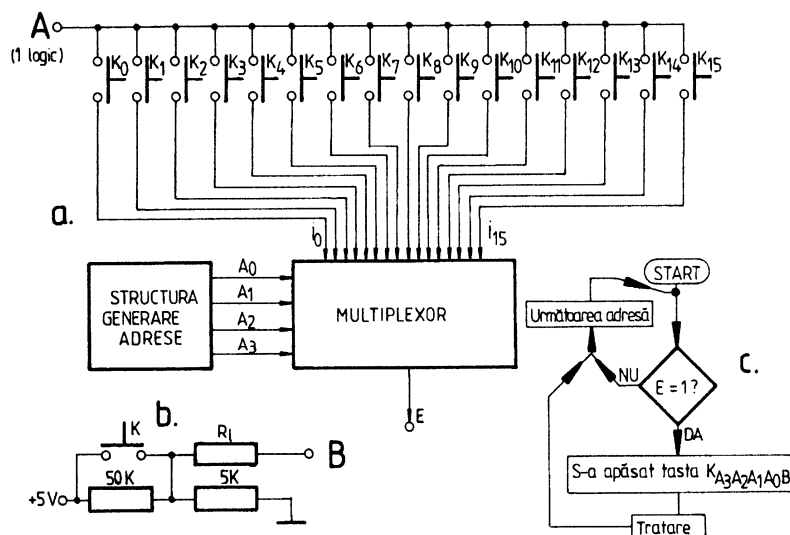 A
(1 logic)
K0 K1 K2 K3 K4 K5 K6 K7 K8 K9 K10 K11 K12 K13 K14 K15
a.
i0
i15
STRUCTURA
GENERARE
ADRESE
A0
A1
A2
A3
MULTIPLEXOR
E
b.
K
Ri
B
50K
5K
+5V
START
Următoarea adresă
c.
NU
E = 1 ?
DA
S-a apăsat tasta KA3A2A1A0B
Tratare